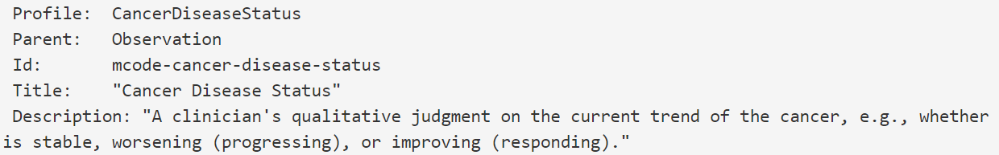 Profile:  CancerDiseaseStatus
Parent:   Observation
Id:       mcode-cancer-disease-status
Title:    "Cancer Disease Status"
Description: "A clinician's qualitative judgment on the current trend of the cancer, e.g., whether
is stable, worsening (progressing), or improving (responding)."